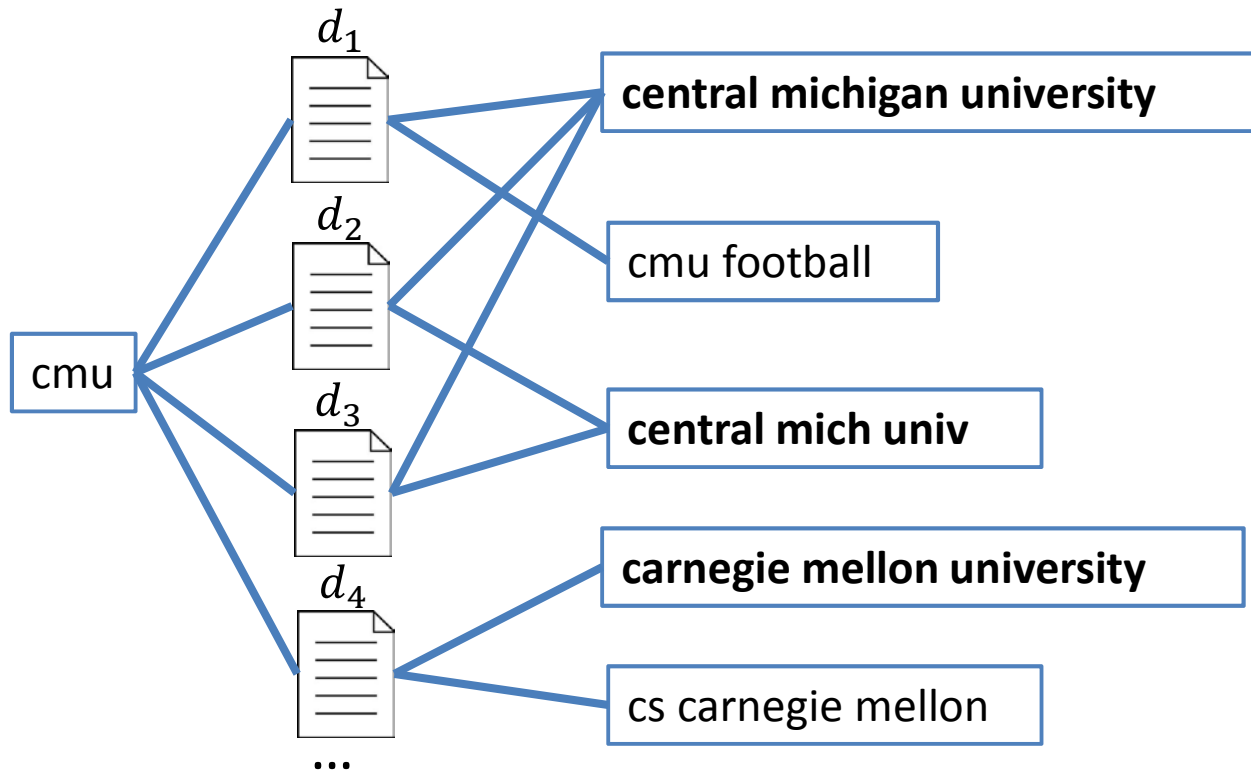 d₁
central michigan university
d₂
cmu football
cmu
d₃
central mich univ
carnegie mellon university
d₄
cs carnegie mellon
...